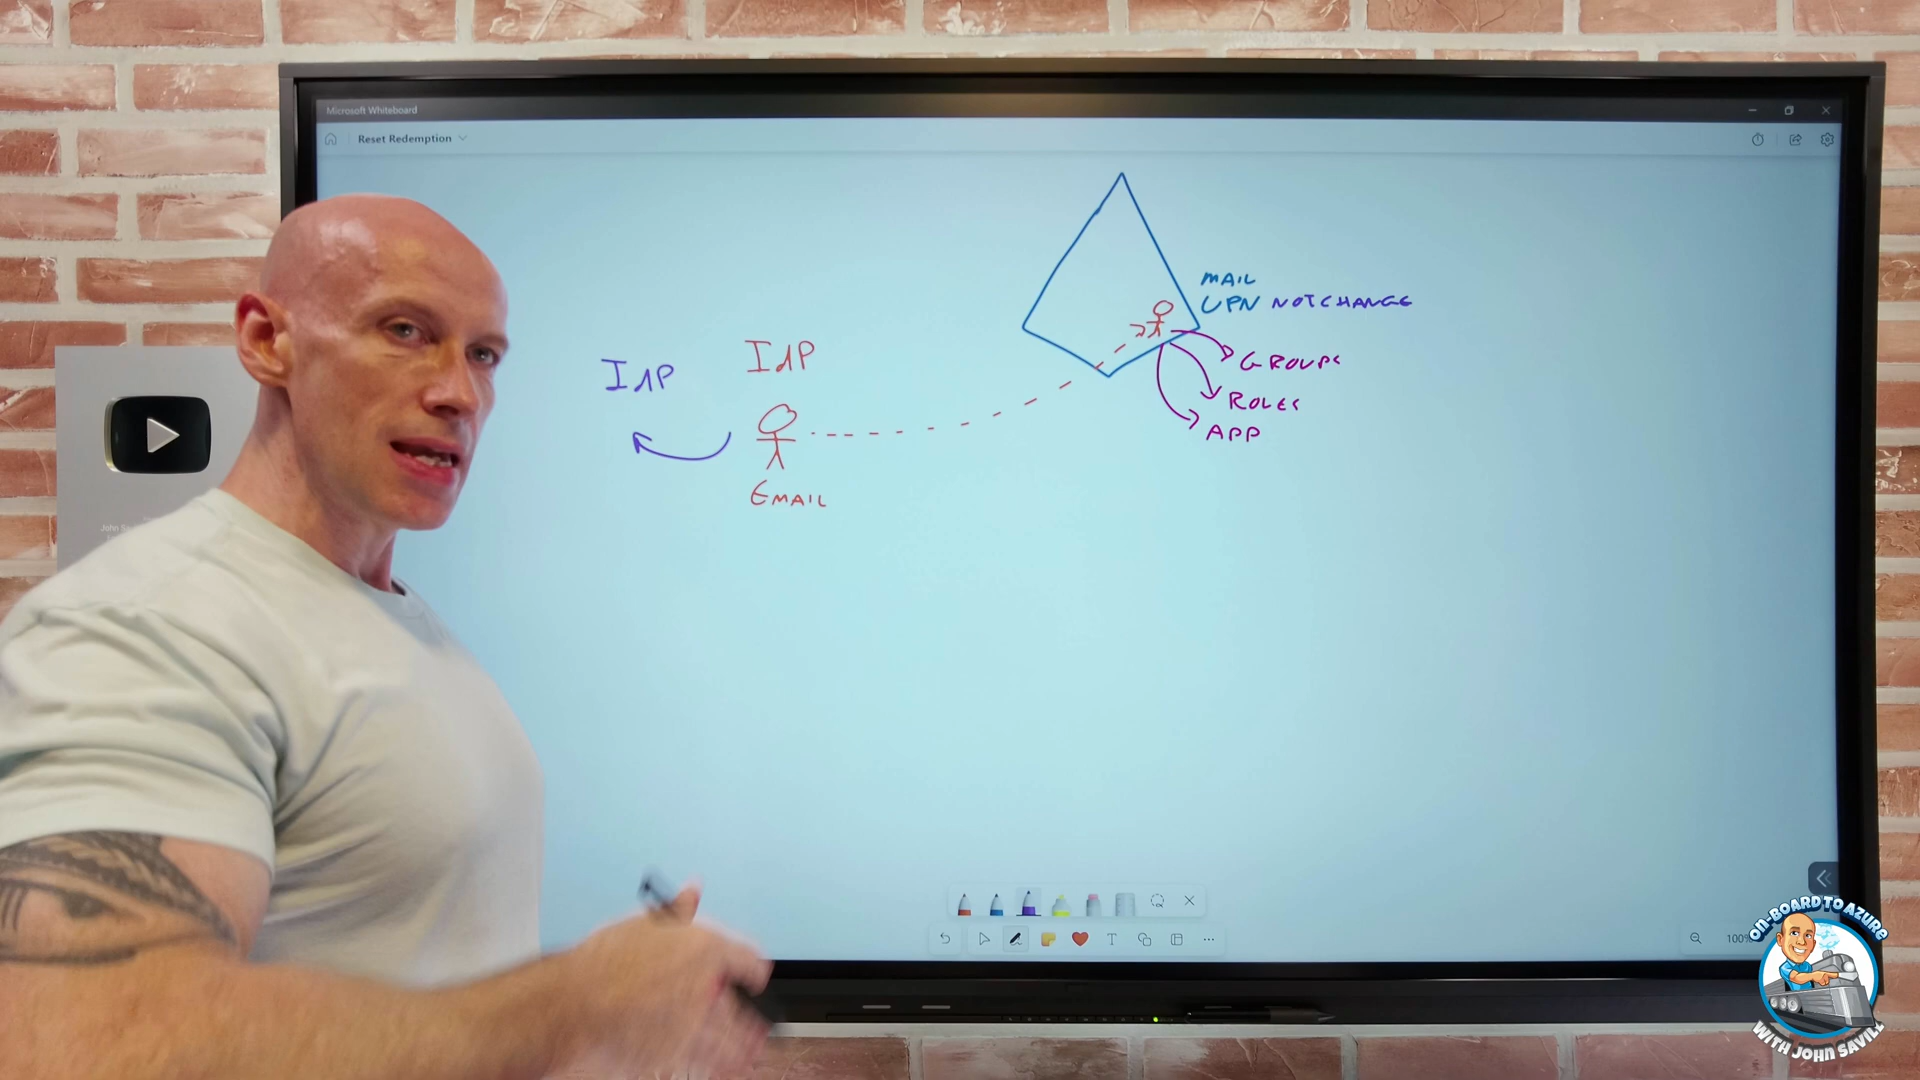 Microsoft Whiteboard
Reset Redemption
MAIL
UPN NOT CHANGE
IdP
IdP
GROUPS
ROLES
APP
EMAIL
100%
ON-BOARD TO AZURE
WITH JOHN SAVILL